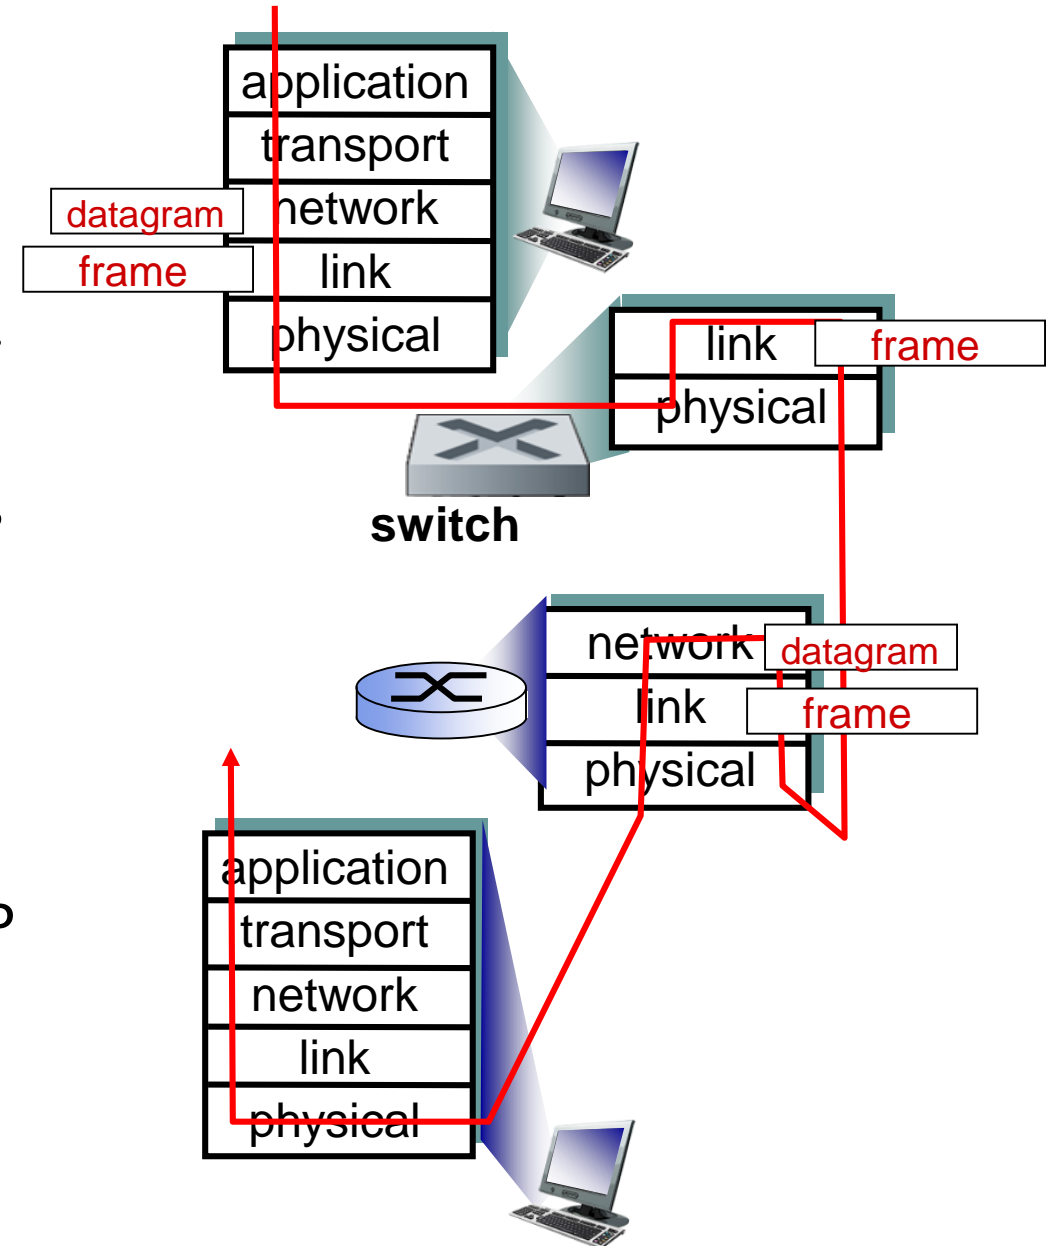 application
transport
datagram network
frame link
physical
link frame
physical
switch
network datagram
link frame
physical
application
transport
network
link
physical